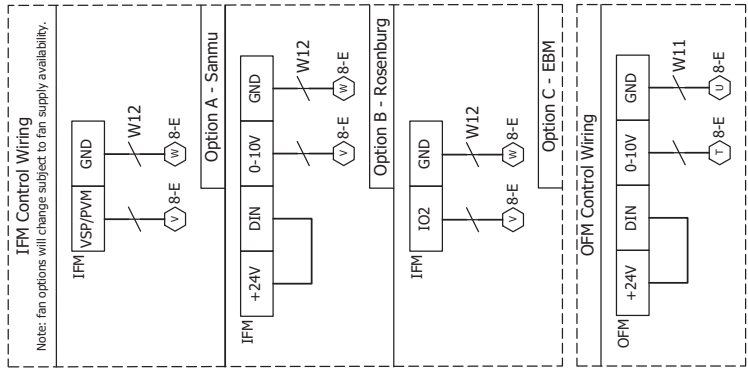 IFM Control Wiring
Note: fan options will change subject to fan supply availability.
IFM
VSP/PVM GND
W12
V 8-E W 8-E
Option A - Sanmu
IFM
+24V DIN 0-10V GND
W12
V 8-E W 8-E
Option B - Rosenburg
IFM
IO2 GND
W12
V 8-E W 8-E
Option C - EBM
OFM Control Wiring
OFM
+24V DIN 0-10V GND
W11
T 8-E U 8-E